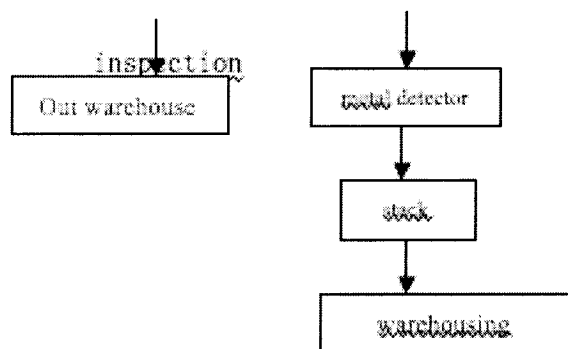 inspection
Out warehouse
metal detector
stack
warehousing